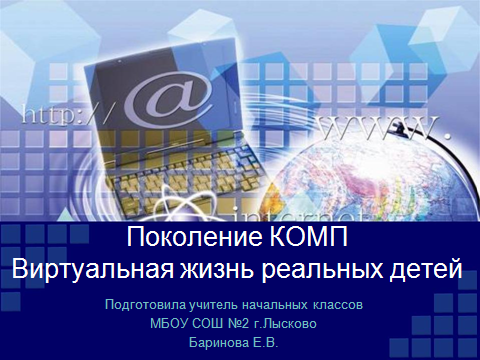 http://
@
www.
internet
Поколение КОМП
Виртуальная жизнь реальных детей
Подготовила учитель начальных классов
МБОУ СОШ №2 г.Лысково
Баринова Е.В.